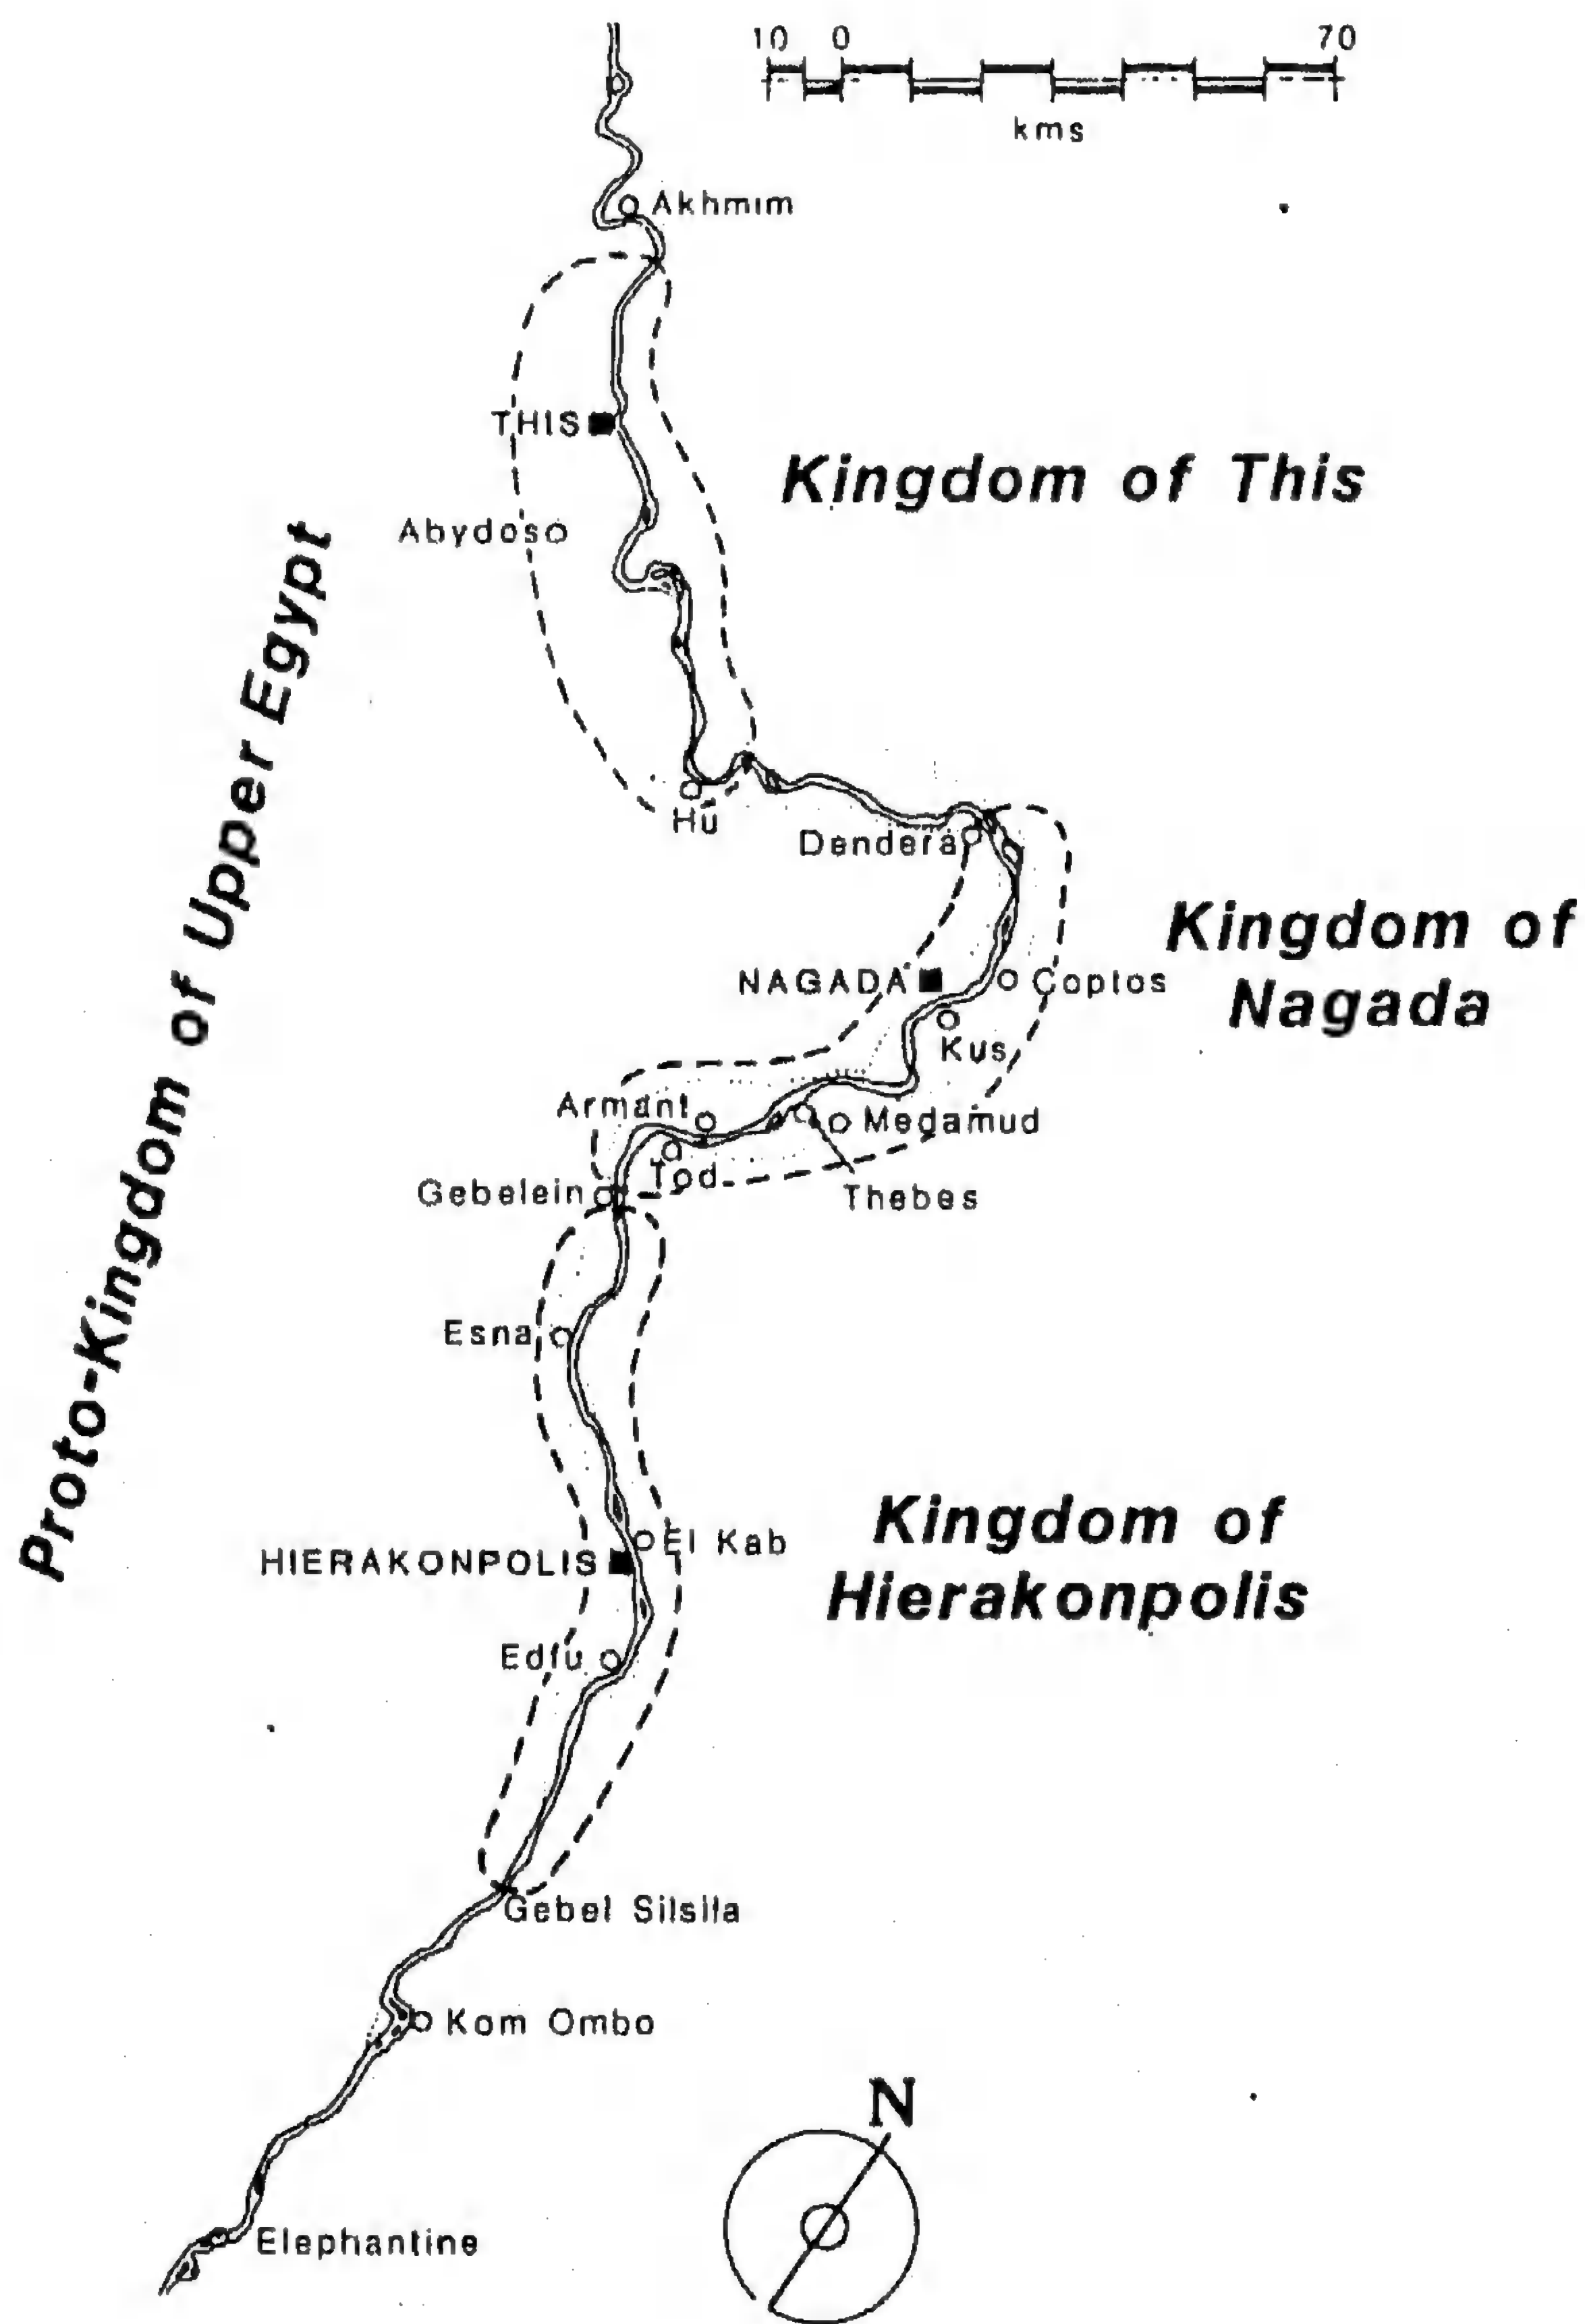 10 0 70
kms
Akhmim
THIS
Kingdom of This
Abydos
Proto-Kingdom of Upper Egypt
Hu
Dendera
Kingdom of
Nagada
NAGADA
Coptos
Kus
Armant
Medamud
Tod
Gebelein
Thebes
Esna
Kingdom of
Hierakonpolis
El Kab
HIERAKONPOLIS
Edfu
Gebel Silsila
Kom Ombo
N
Elephantine